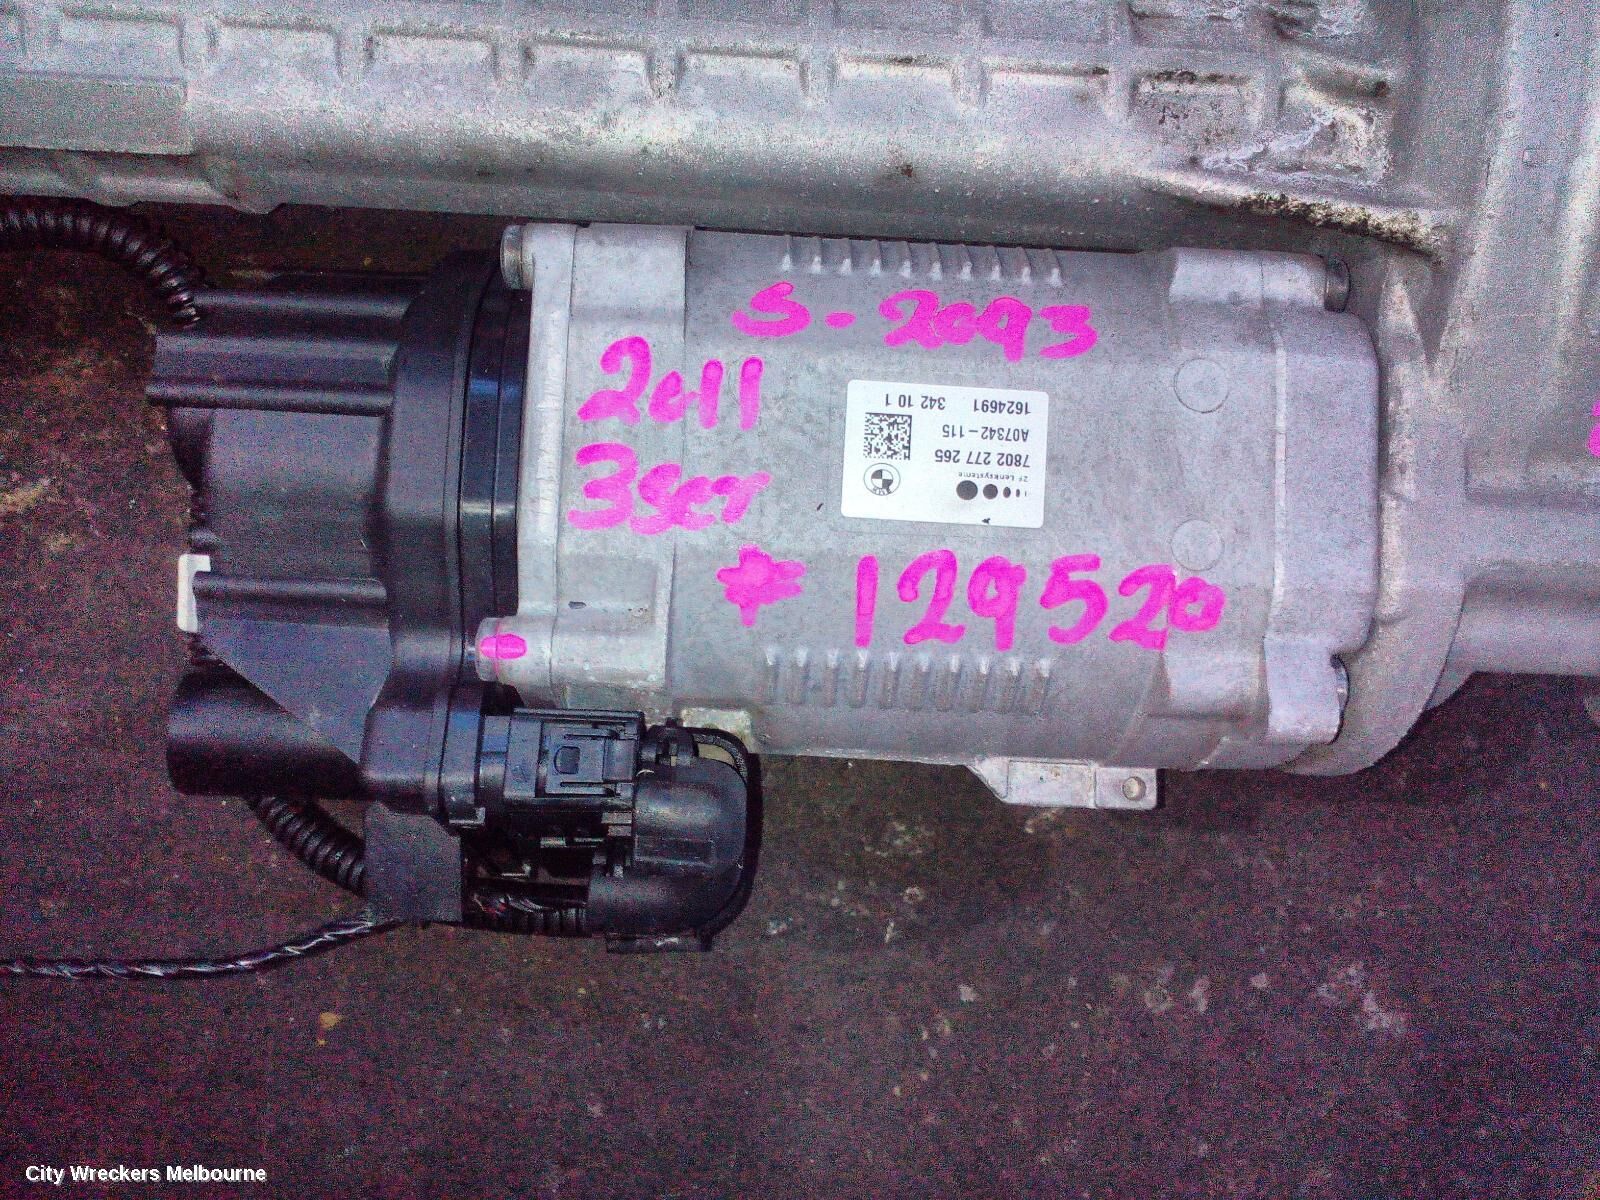 S-2093
2011
3ser
* 129520
ZF Lenksysteme
7802 277 265
A07342-115
1624691 342 10 1
City Wreckers Melbourne